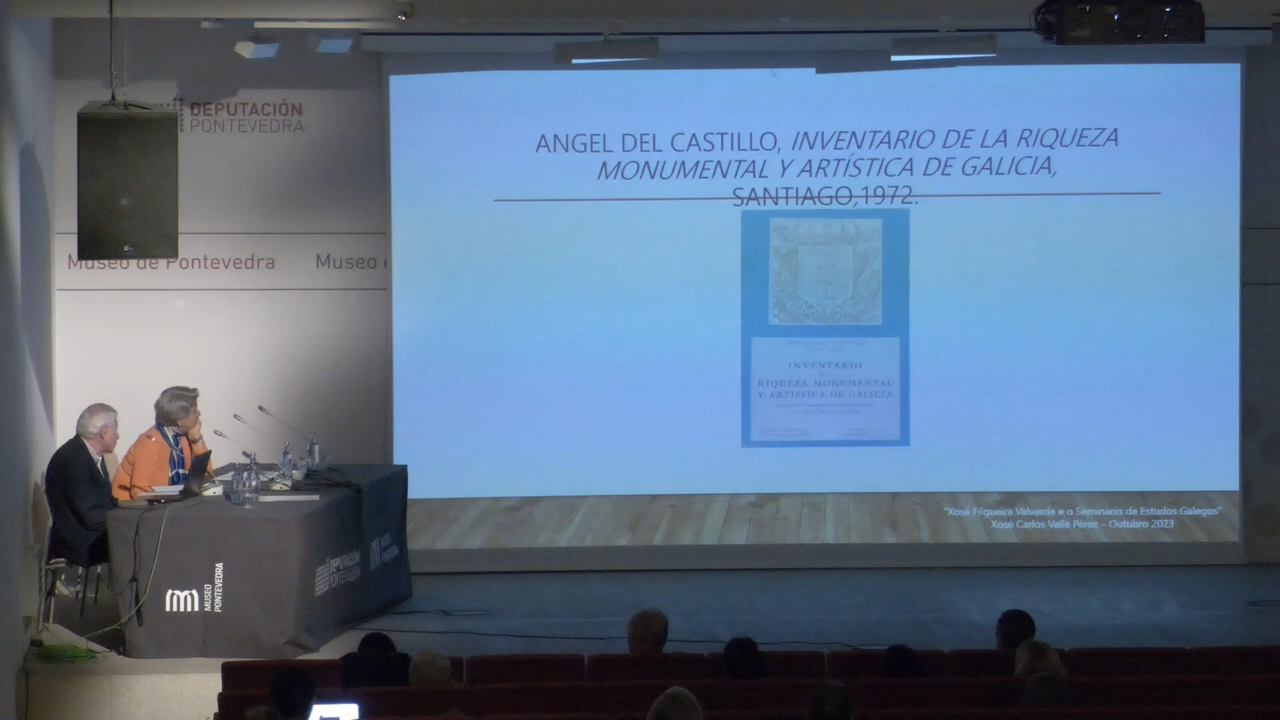 DEPUTACIÓN
PONTEVEDRA
Museo de Pontevedra
Museo
ANGEL DEL CASTILLO, INVENTARIO DE LA RIQUEZA
MONUMENTAL Y ARTÍSTICA DE GALICIA,
SANTIAGO,1972.
INVENTARIO
RIQUEZA MONUMENTAL
Y ARTISTICA DE GALICIA
"Xosé Filgueira Valverde e o Seminario de Estudos Galegos"
Xosé Carlos Valle Pérez – Outubro 2023
MUSEO
PONTEVEDRA
DEPUTACIÓN
PONTEVEDRA